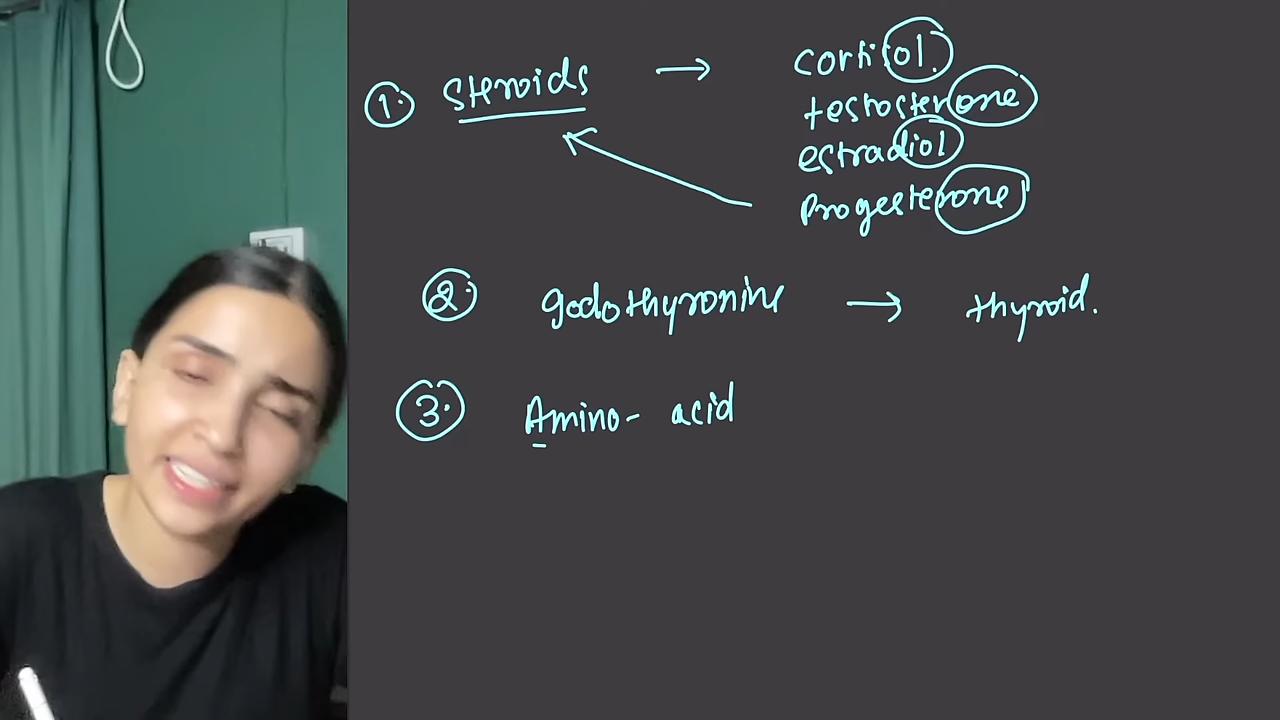 1. Steroids → cortisol.
testosterone
estradiol
Progesterone
2. Iodothyronine → thyroid.
3. Amino- acid